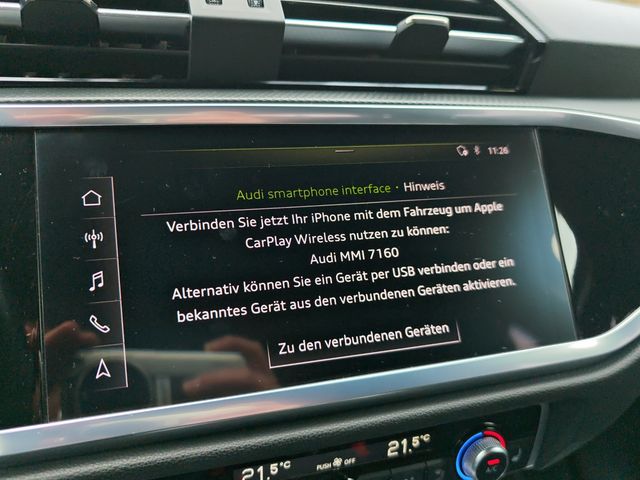 11:26
Audi smartphone interface · Hinweis
Verbinden Sie jetzt Ihr iPhone mit dem Fahrzeug um Apple
CarPlay Wireless nutzen zu können:
Audi MMI 7160
Alternativ können Sie ein Gerät per USB verbinden oder ein
bekanntes Gerät aus den verbundenen Geräten aktivieren.
Zu den verbundenen Geräten
21.5°C
PUSH OFF
21.5°C
A/C